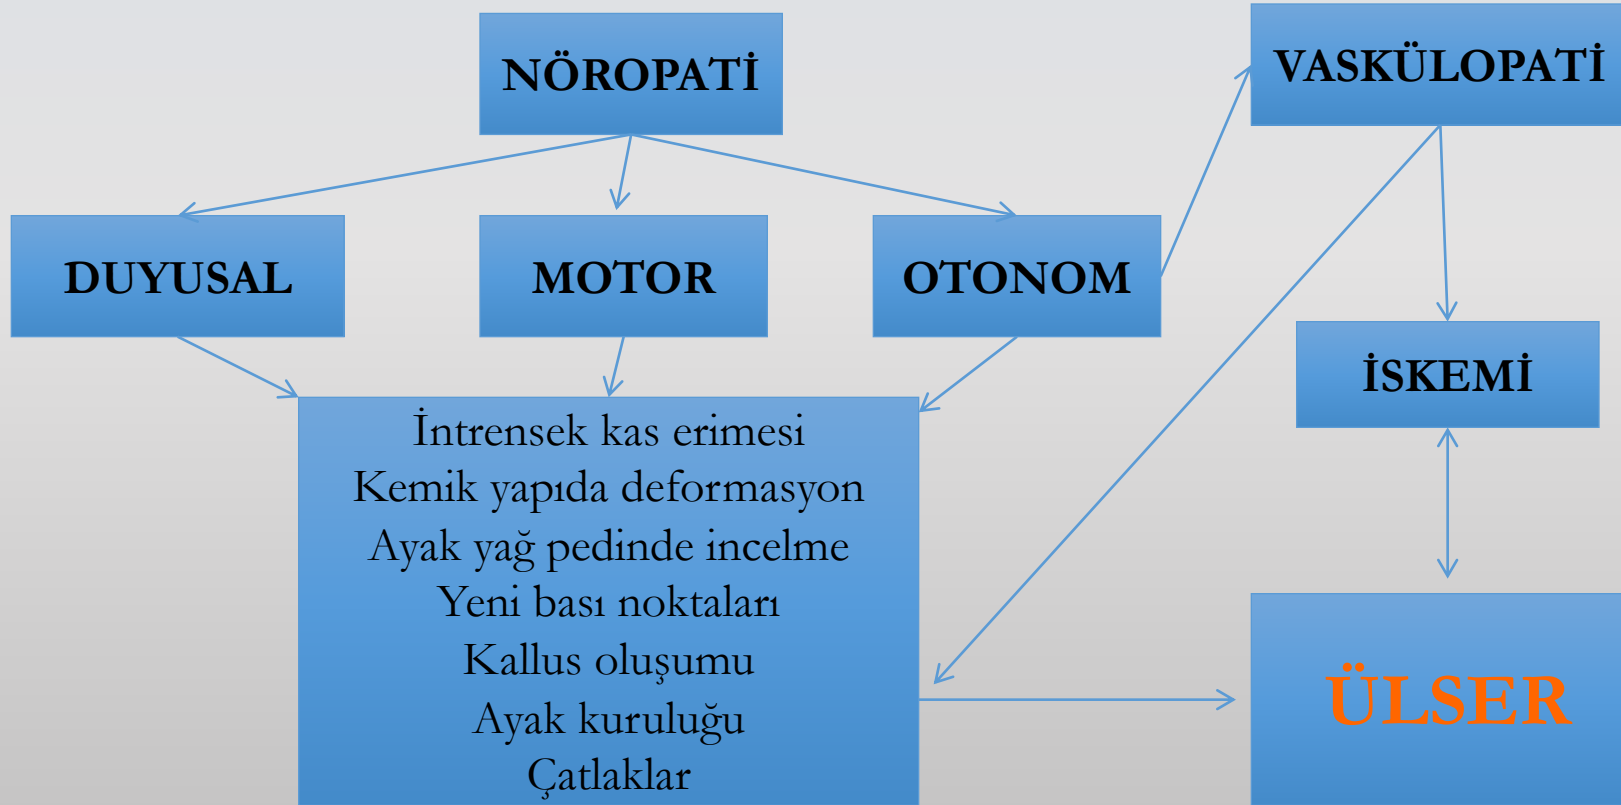 NÖROPATİ
VASKÜLOPATİ
DUYUSAL
MOTOR
OTONOM
İSKEMİ
İntrensek kas erimesi
Kemik yapıda deformasyon
Ayak yağ pedinde incelme
Yeni bası noktaları
Kallus oluşumu
Ayak kuruluğu
Çatlaklar
ÜLSER